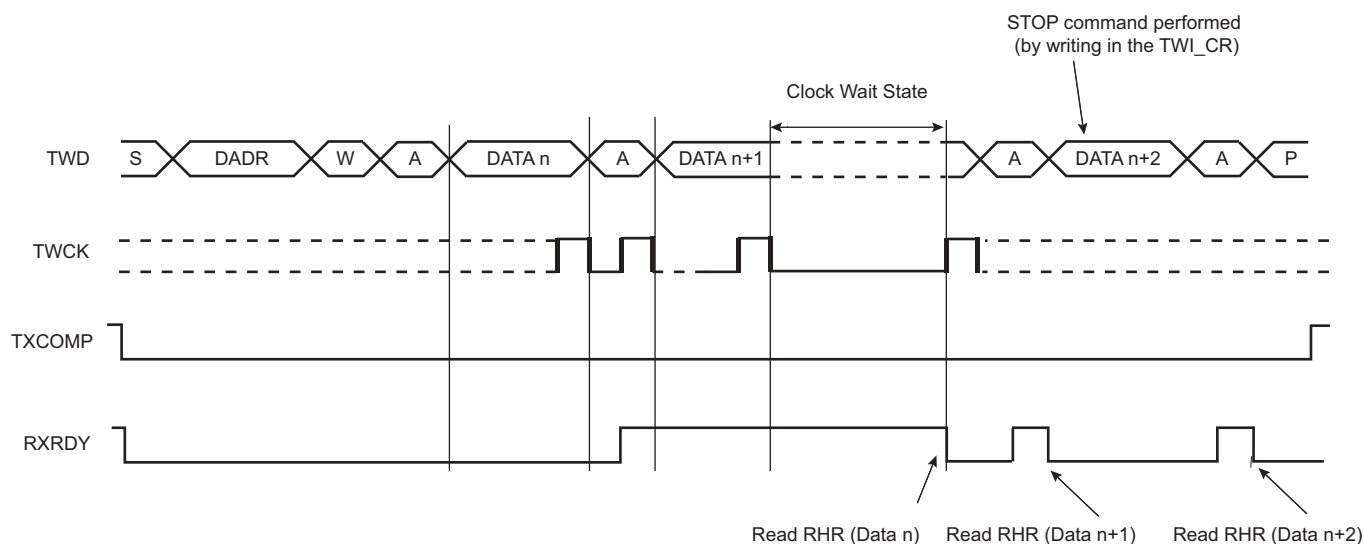 STOP command performed
(by writing in the TWI_CR)
Clock Wait State
TWD S DADR W A DATA n A DATA n+1 A DATA n+2 A P
TWCK
TXCOMP
RXRDY
Read RHR (Data n) Read RHR (Data n+1) Read RHR (Data n+2)